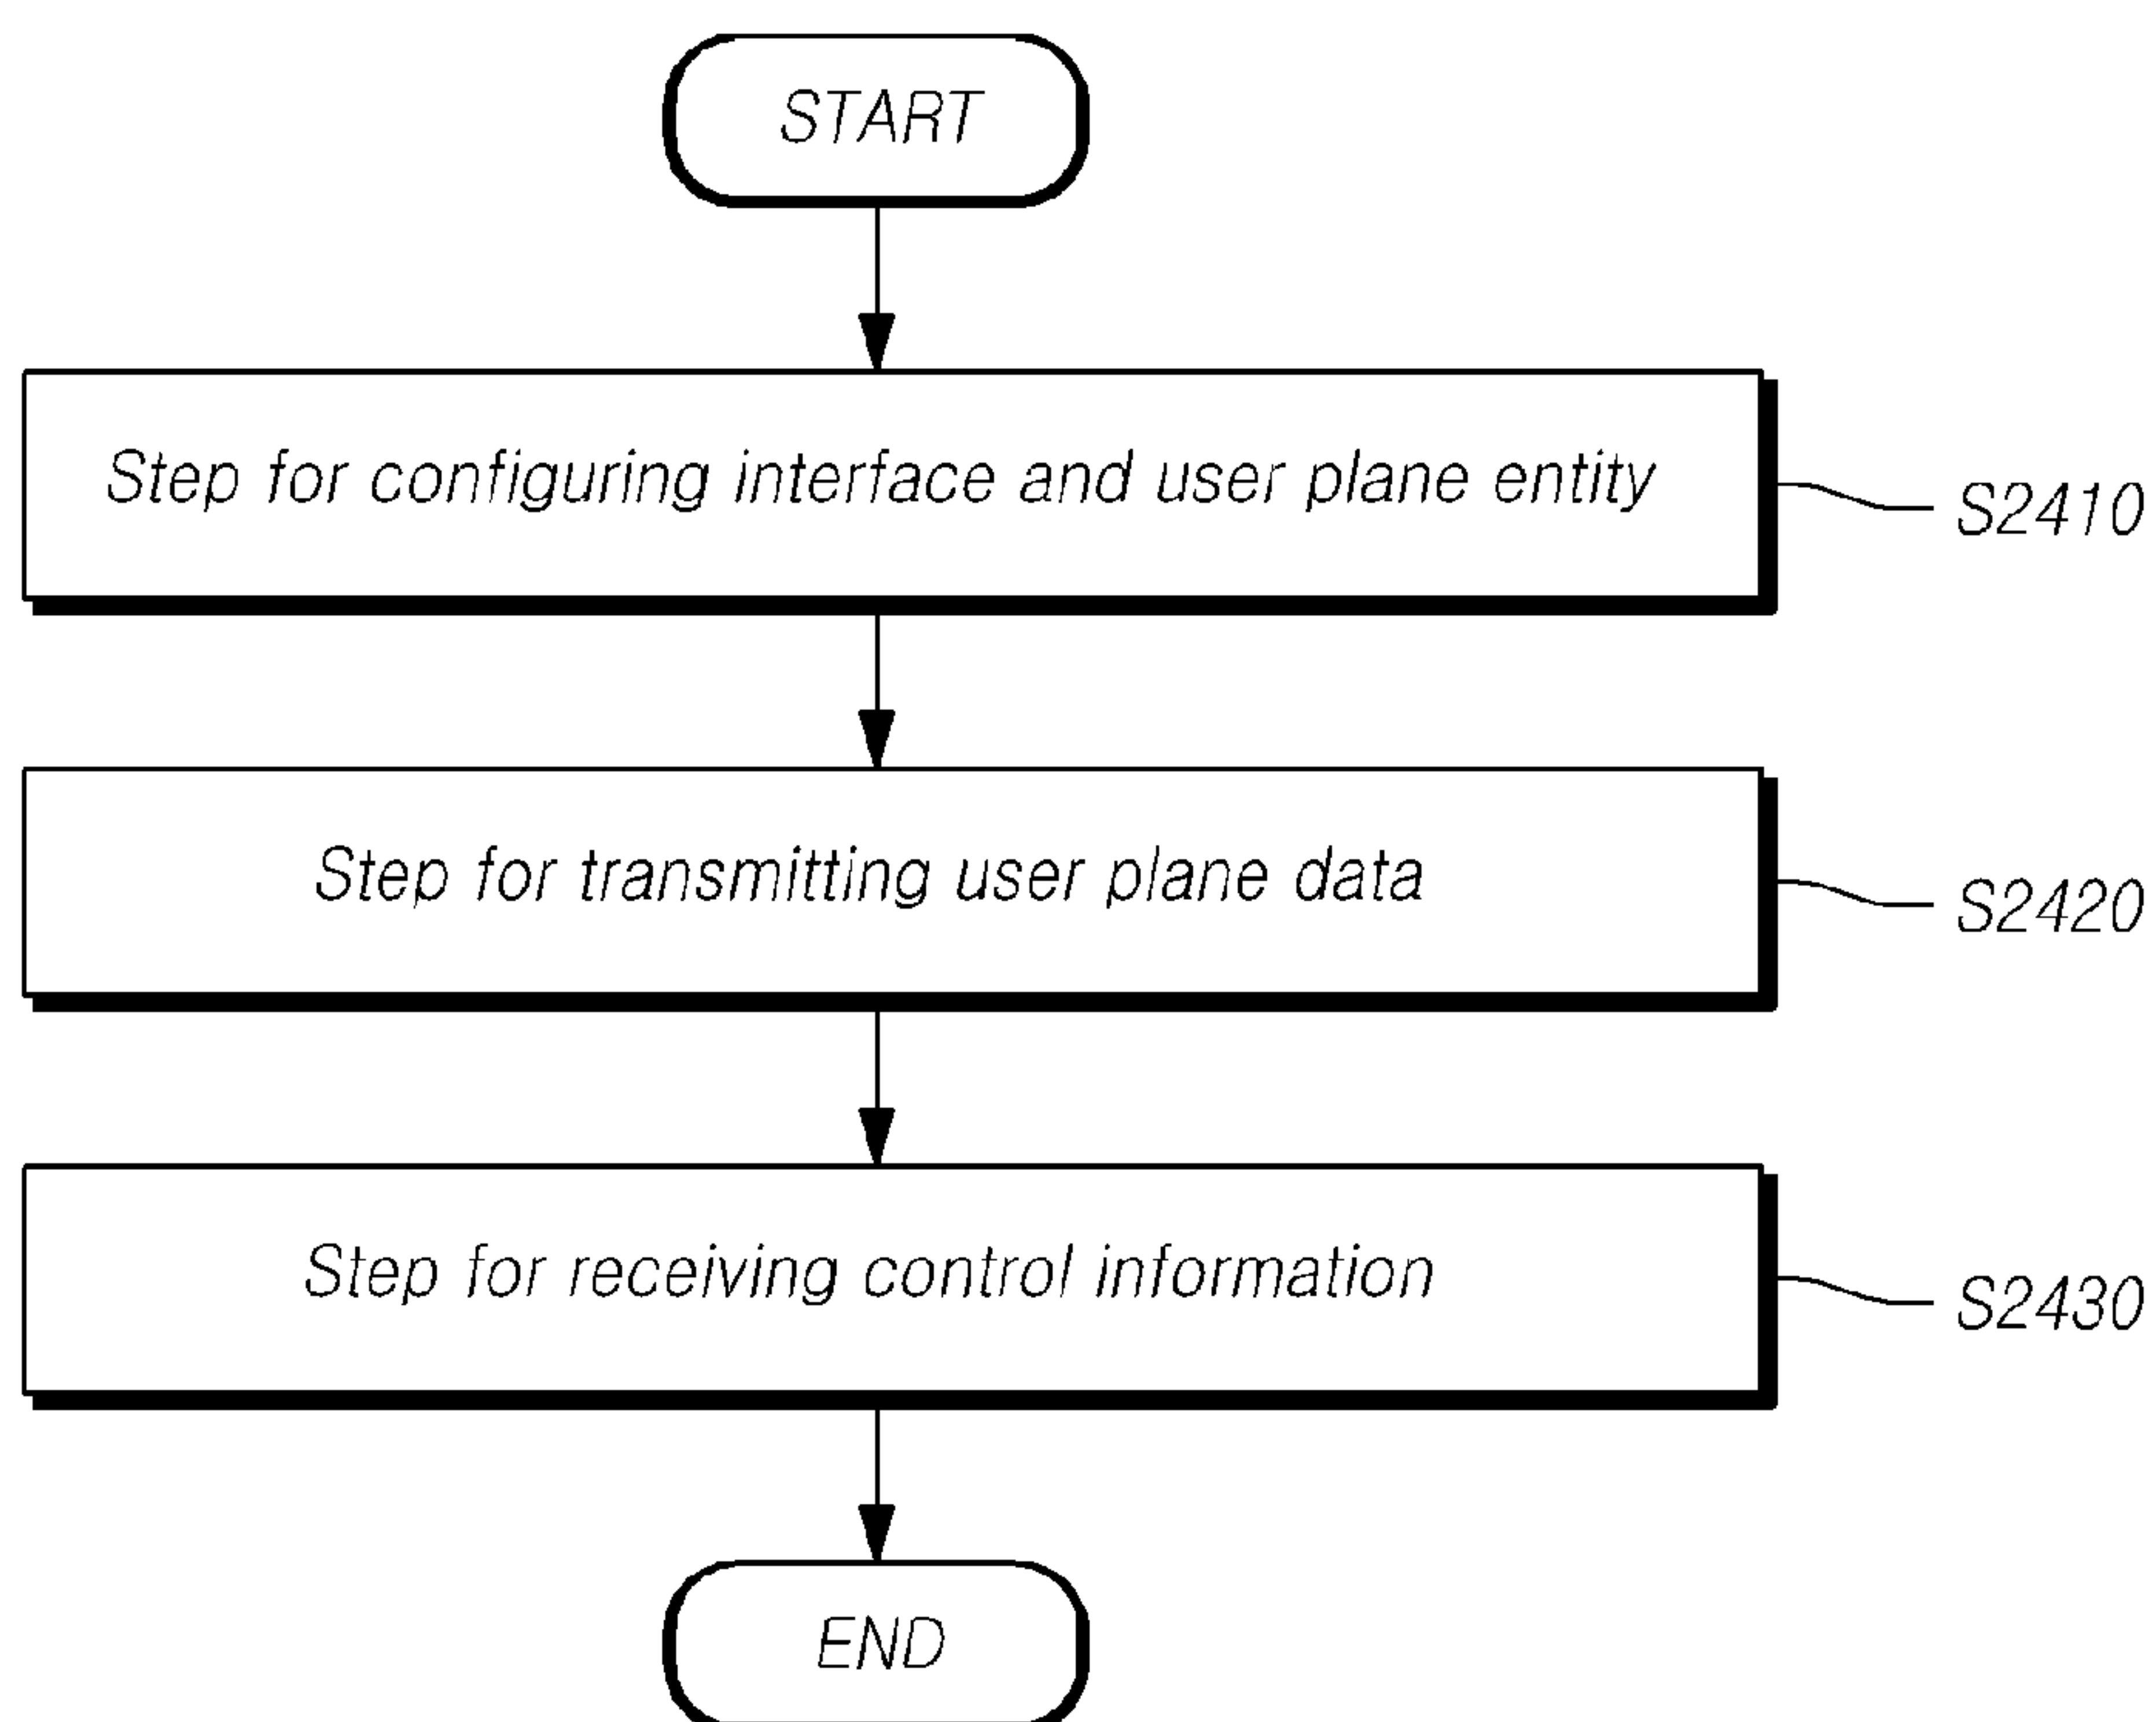 START
Step for configuring interface and user plane entity
S2410
Step for transmitting user plane data
S2420
Step for receiving control information
S2430
END